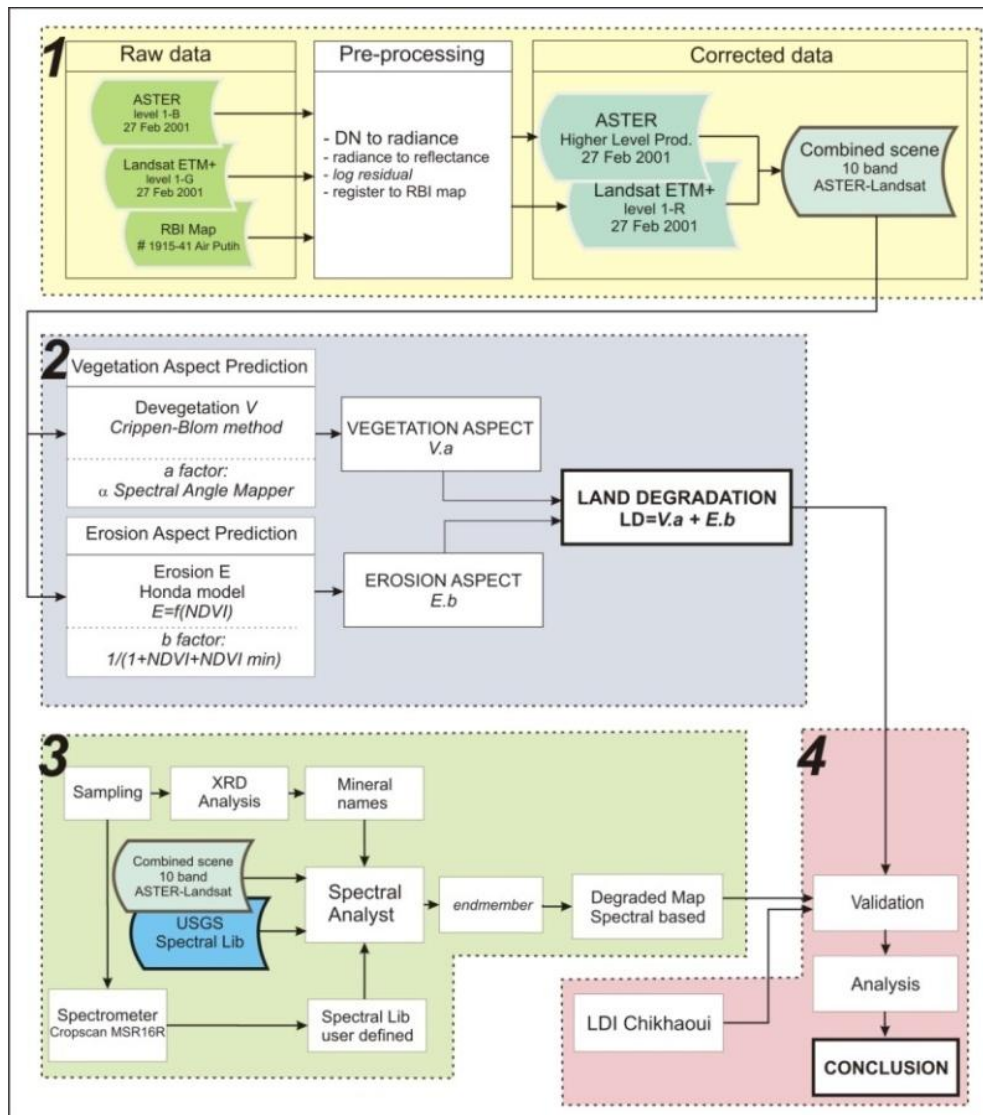 1
Raw data
ASTER
level 1-B
27 Feb 2001
Landsat ETM+
level 1-G
27 Feb 2001
RBI Map
# 1915-41 Air Putih
Pre-processing
- DN to radiance
- radiance to reflectance
- log residual
- register to RBI map
Corrected data
ASTER
Higher Level Prod.
27 Feb 2001
Landsat ETM+
level 1-R
27 Feb 2001
Combined scene
10 band
ASTER-Landsat
2
Vegetation Aspect Prediction
Devegetation V
Crippen-Blom method
a factor:
α Spectral Angle Mapper
VEGETATION ASPECT
V.a
Erosion Aspect Prediction
Erosion E
Honda model
E=f(NDVI)
b factor:
1/(1+NDVI+NDVI min)
EROSION ASPECT
E.b
LAND DEGRADATION
LD=V.a + E.b
3
Sampling
XRD
Analysis
Mineral
names
Combined scene
10 band
ASTER-Landsat
USGS
Spectral Lib
Spectral
Analyst
endmember
Degraded Map
Spectral based
Spectrometer
Cropscan MSR16R
Spectral Lib
user defined
4
Validation
Analysis
LDI Chikhaoui
CONCLUSION